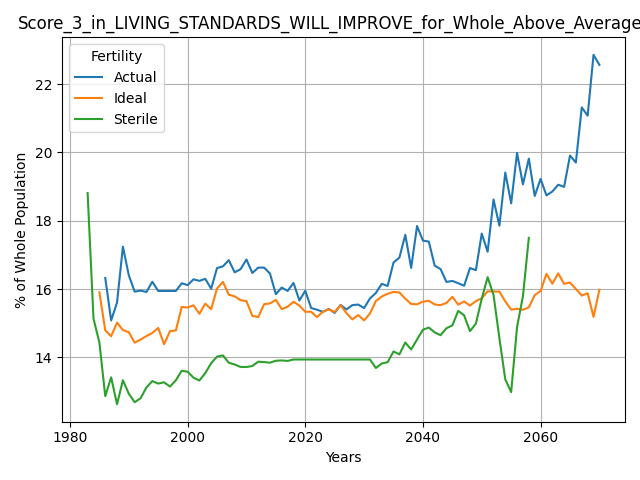 Score_3_in_LIVING_STANDARDS_WILL_IMPROVE_for_Whole_Above_Average
Fertility
Actual
Ideal
Sterile
% of Whole Population
22
20
18
16
14
1980
2000
2020
2040
2060
Years